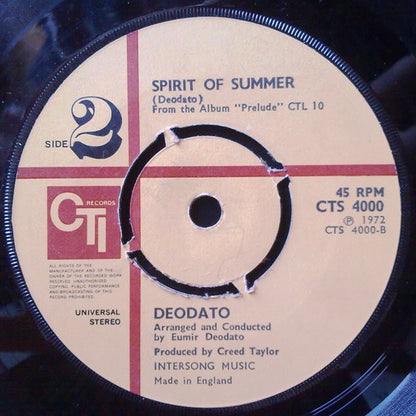 SPIRIT OF SUMMER
(Deodato)
From the Album "Prelude" CTL 10
SIDE 2
45 RPM
CTS 4000
℗ 1972
CTS 4000-B
CTI RECORDS
ALL RIGHTS OF THE
MANUFACTURER AND OF THE
OWNER OF THE RECORDED WORK
RESERVED. UNAUTHORISED
COPYING, PUBLIC PERFORMANCE
AND BROADCASTING OF THIS
RECORD PROHIBITED.
UNIVERSAL
STEREO
DEODATO
Arranged and Conducted
by Eumir Deodato
Produced by Creed Taylor
INTERSONG MUSIC
Made in England